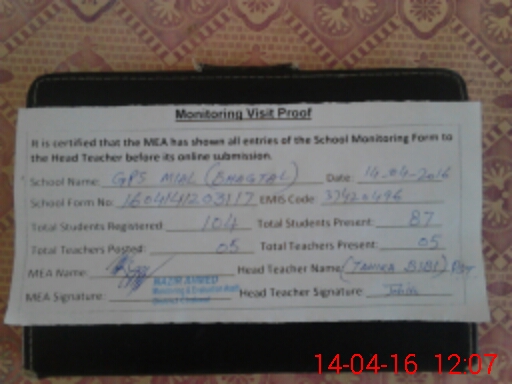 Monitoring Visit Proof
It is certified that the MEA has shown all entries of the School Monitoring Form to
the Head Teacher before its online submission.
School Name: GPS MIAL (BHAGTAL) Date: 14-04-2016
School Form No: EMIS Code: 37420496
Total Students Registered: 104 Total Students Present: 87
Total Teachers Posted: 05 Total Teachers Present: 05
MEA Name: Head Teacher Name: (TAHIRA BIBI)
NAZIR AHMED
MEA Signature: Head Teacher Signature:
14-04-16 12:07